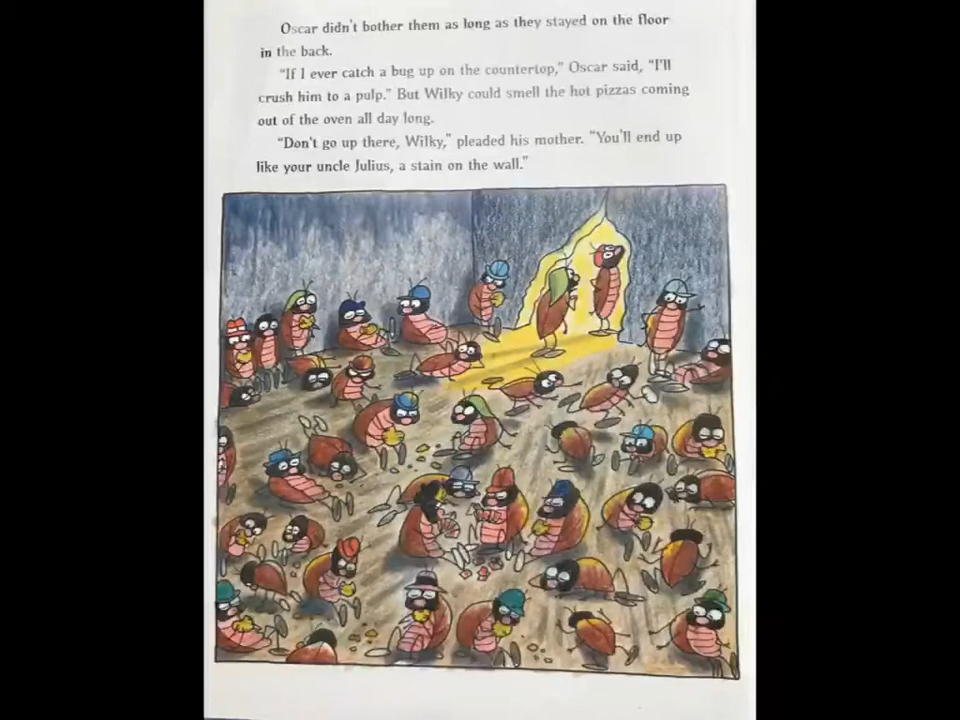 Oscar didn't bother them as long as they stayed on the floor
in the back.
"If I ever catch a bug up on the countertop," Oscar said, "I'll
crush him to a pulp." But Wilky could smell the hot pizzas coming
out of the oven all day long.
"Don't go up there, Wilky," pleaded his mother. "You'll end up
like your uncle Julius, a stain on the wall."